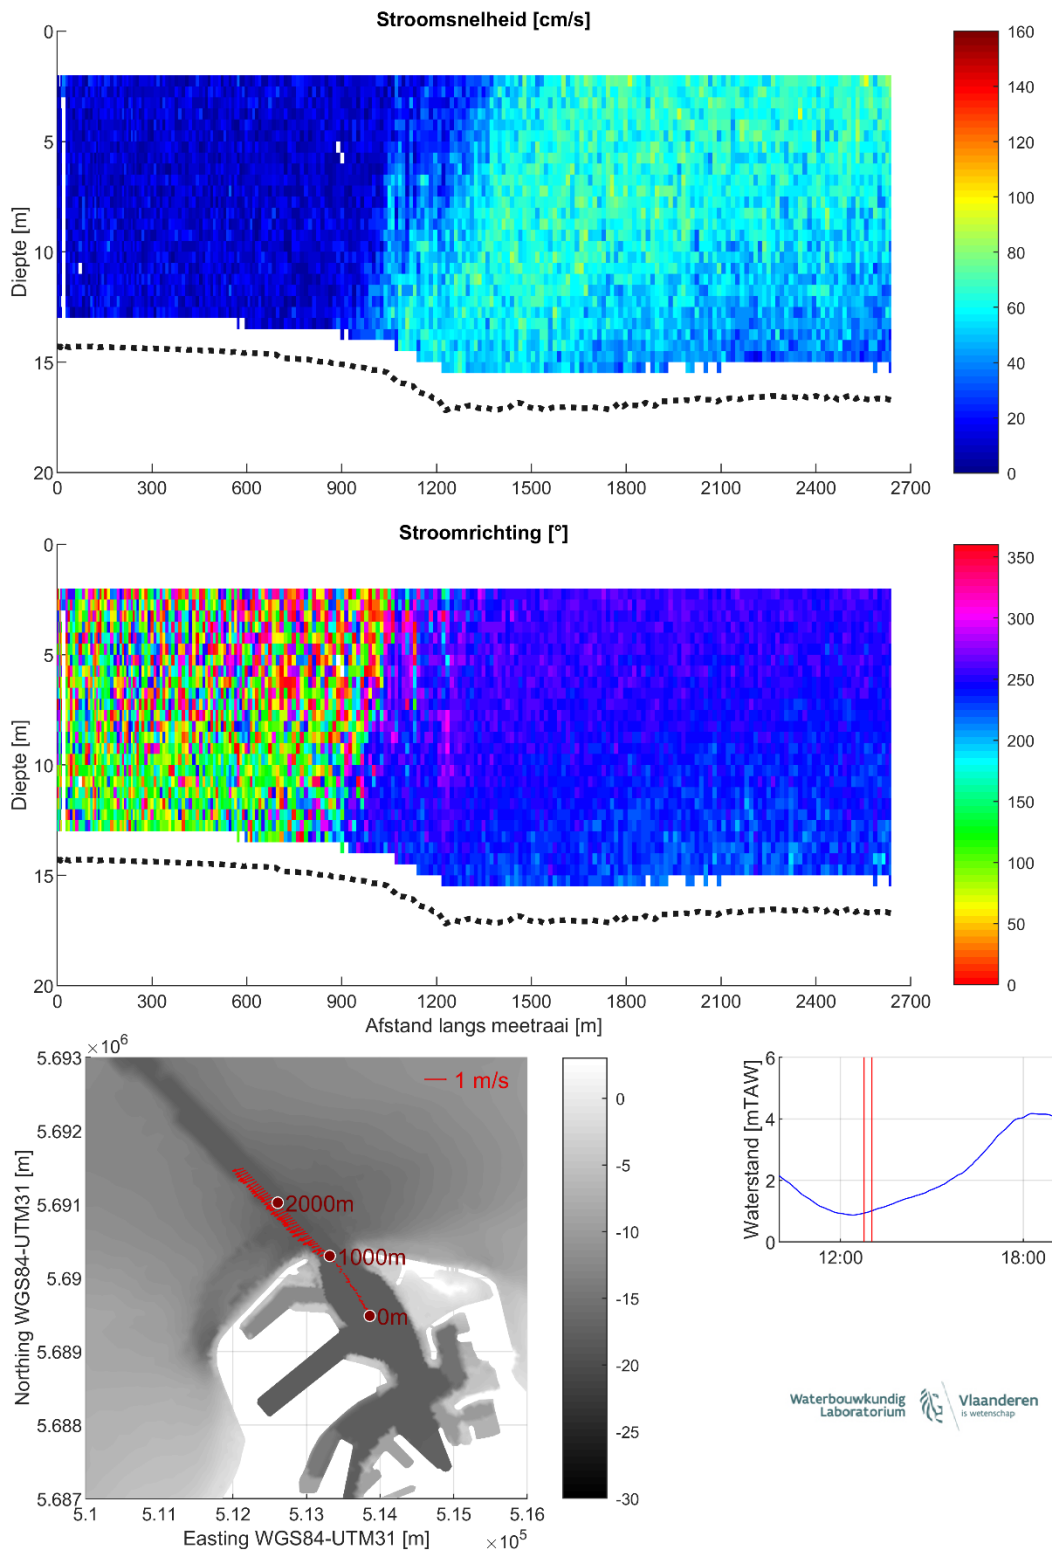 Stroomsnelheid [cm/s]
0
5
10
15
20
Diepte [m]
0 300 600 900 1200 1500 1800 2100 2400 2700
160
140
120
100
80
60
40
20
0
Stroomrichting [°]
0
5
10
15
20
Diepte [m]
0 300 600 900 1200 1500 1800 2100 2400 2700
Afstand langs meetraai [m]
350
300
250
200
150
100
50
0
×10⁶
5.693
5.692
5.691
5.69
5.689
5.688
5.687
Northing WGS84-UTM31 [m]
1 m/s
2000m
1000m
0m
5.1 5.11 5.12 5.13 5.14 5.15 5.16
Easting WGS84-UTM31 [m]
×10⁵
0
-5
-10
-15
-20
-25
-30
Waterstand [mTAW]
6
4
2
0
12:00 18:00
Waterbouwkundig
Laboratorium
Vlaanderen
is wetenschap